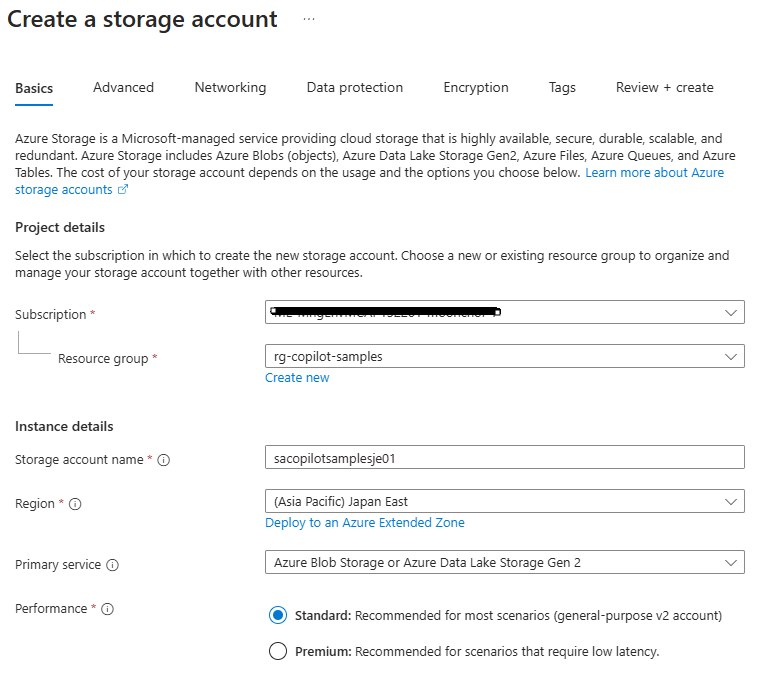 Create a storage account ...
Basics Advanced Networking Data protection Encryption Tags Review + create
Azure Storage is a Microsoft-managed service providing cloud storage that is highly available, secure, durable, scalable, and
redundant. Azure Storage includes Azure Blobs (objects), Azure Data Lake Storage Gen2, Azure Files, Azure Queues, and Azure
Tables. The cost of your storage account depends on the usage and the options you choose below. Learn more about Azure
storage accounts
Project details
Select the subscription in which to create the new storage account. Choose a new or existing resource group to organize and
manage your storage account together with other resources.
Subscription *
Resource group * rg-copilot-samples
Create new
Instance details
Storage account name * sacopilotsamplesje01
Region * (Asia Pacific) Japan East
Deploy to an Azure Extended Zone
Primary service Azure Blob Storage or Azure Data Lake Storage Gen 2
Performance * Standard: Recommended for most scenarios (general-purpose v2 account)
Premium: Recommended for scenarios that require low latency.